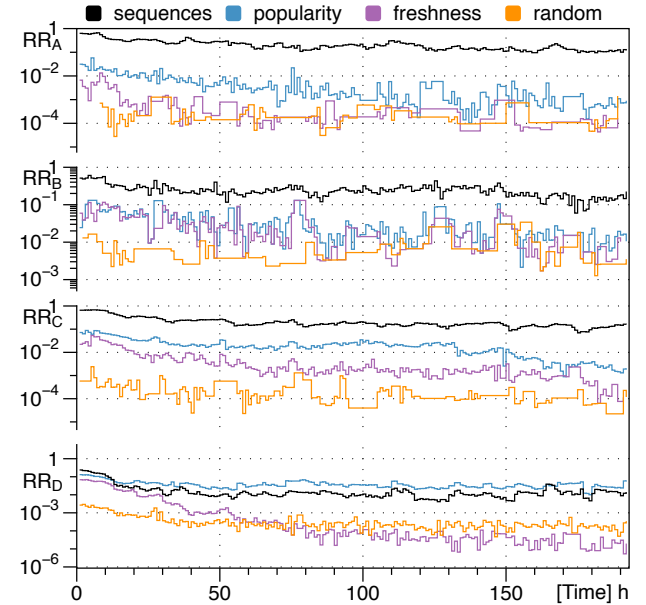 sequences popularity freshness random
RR_A 1
10^-2
10^-4
RR_B 1
10^-1
10^-2
10^-3
RR_C 1
10^-2
10^-4
1
RR_D
10^-3
10^-6
0 50 100 150 [Time] h